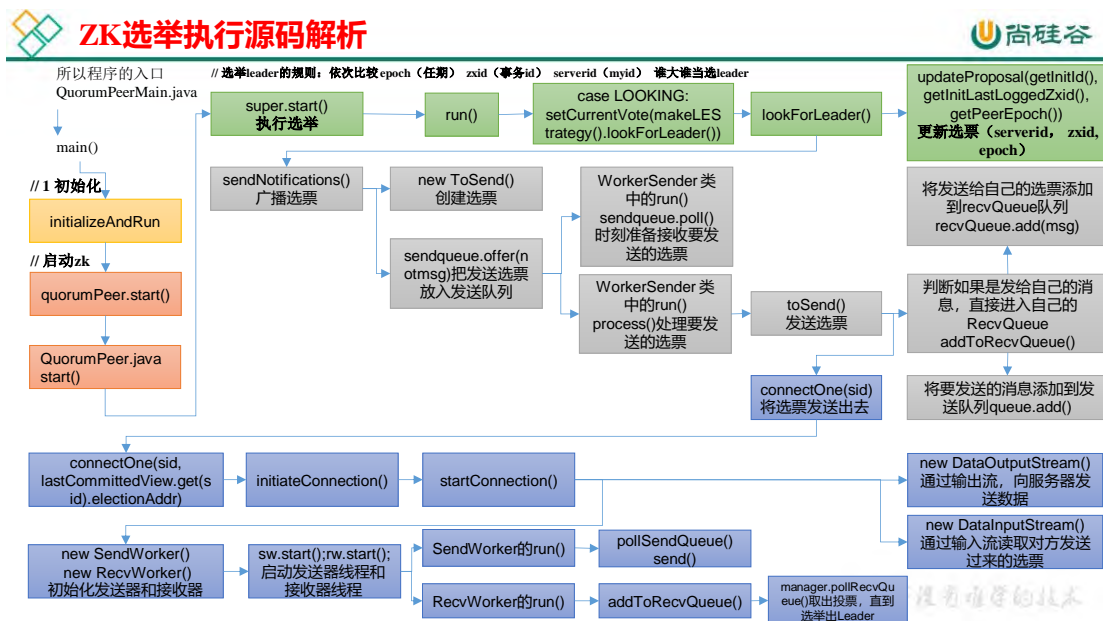 ZK选举执行源码解析
尚硅谷
所以程序的入口
QuorumPeerMain.java
// 选举leader的规则：依次比较 epoch（任期） zxid（事务id） serverid（myid） 谁大谁当选leader
main()
// 1 初始化
initializeAndRun
// 启动zk
quorumPeer.start()
QuorumPeer.java
start()
super.start()
执行选举
run()
case LOOKING:
setCurrentVote(makeLES
trategy().lookForLeader())
lookForLeader()
updateProposal(getInitId(),
getInitLastLoggedZxid(),
getPeerEpoch())
更新选票（serverid， zxid,
epoch）
sendNotifications()
广播选票
new ToSend()
创建选票
sendqueue.offer(n
otmsg)把发送选票
放入发送队列
WorkerSender 类
中的run()
sendqueue.poll()
时刻准备接收要发
送的选票
WorkerSender 类
中的run()
process()处理要发
送的选票
toSend()
发送选票
将发送给自己的选票添加
到recvQueue队列
recvQueue.add(msg)
判断如果是发给自己的消
息，直接进入自己的
RecvQueue
addToRecvQueue()
将要发送的消息添加到发
送队列queue.add()
connectOne(sid)
将选票发送出去
connectOne(sid,
lastCommittedView.get(s
id).electionAddr)
initiateConnection()
startConnection()
new DataOutputStream()
通过输出流，向服务器发
送数据
new DataInputStream()
通过输入流读取对方发送
过来的选票
new SendWorker()
new RecvWorker()
初始化发送器和接收器
sw.start();rw.start();
启动发送器线程和
接收器线程
SendWorker的run()
pollSendQueue()
send()
RecvWorker的run()
addToRecvQueue()
manager.pollRecvQu
eue()取出投票，直到
选举出Leader
没有难学的技术